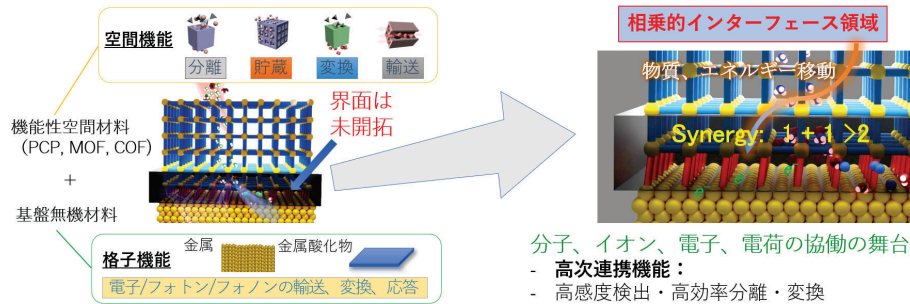 空間機能
分離
貯蔵
変換
輸送
界面は
未開拓
機能性空間材料
(PCP, MOF, COF)
+
基盤無機材料
格子機能
金属
金属酸化物
電子/フォトン/フォノンの輸送、変換、応答
相乗的インターフェース領域
物質、エネルギー移動
Synergy: 1 + 1 >2
分子、イオン、電子、電荷の協働の舞台
- 高次連携機能：
- 高感度検出・高効率分離・変換